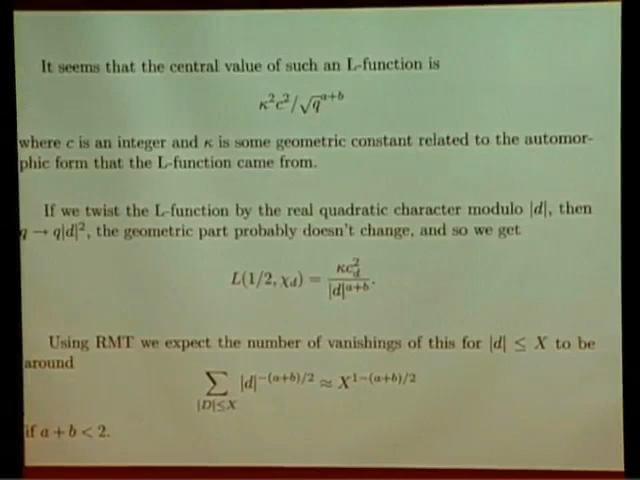 It seems that the central value of such an L-function is
κ²c²/√q^{a+b}
where c is an integer and κ is some geometric constant related to the automor-
phic form that the L-function came from.
If we twist the L-function by the real quadratic character modulo |d|, then
q → q|d|², the geometric part probably doesn't change, and so we get
L(1/2, χ_d) = κc_d²/|d|^{a+b}.
Using RMT we expect the number of vanishings of this for |d| ≤ X to be
around
∑_{|D|≤X} |d|^{-(a+b)/2} ≈ X^{1-(a+b)/2}
if a + b < 2.